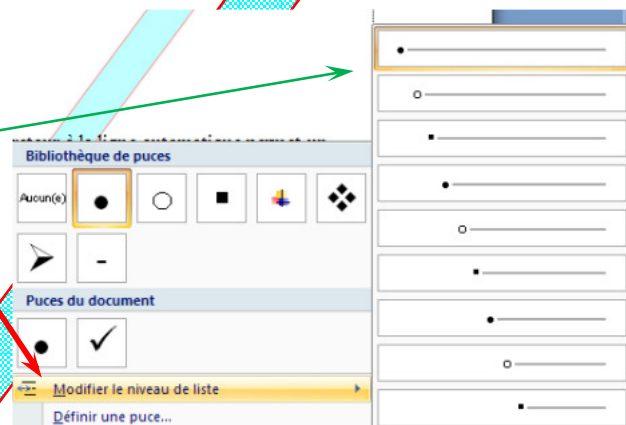 Bibliothèque de puces
Aucun(e)
Puces du document
Modifier le niveau de liste
Définir une puce...